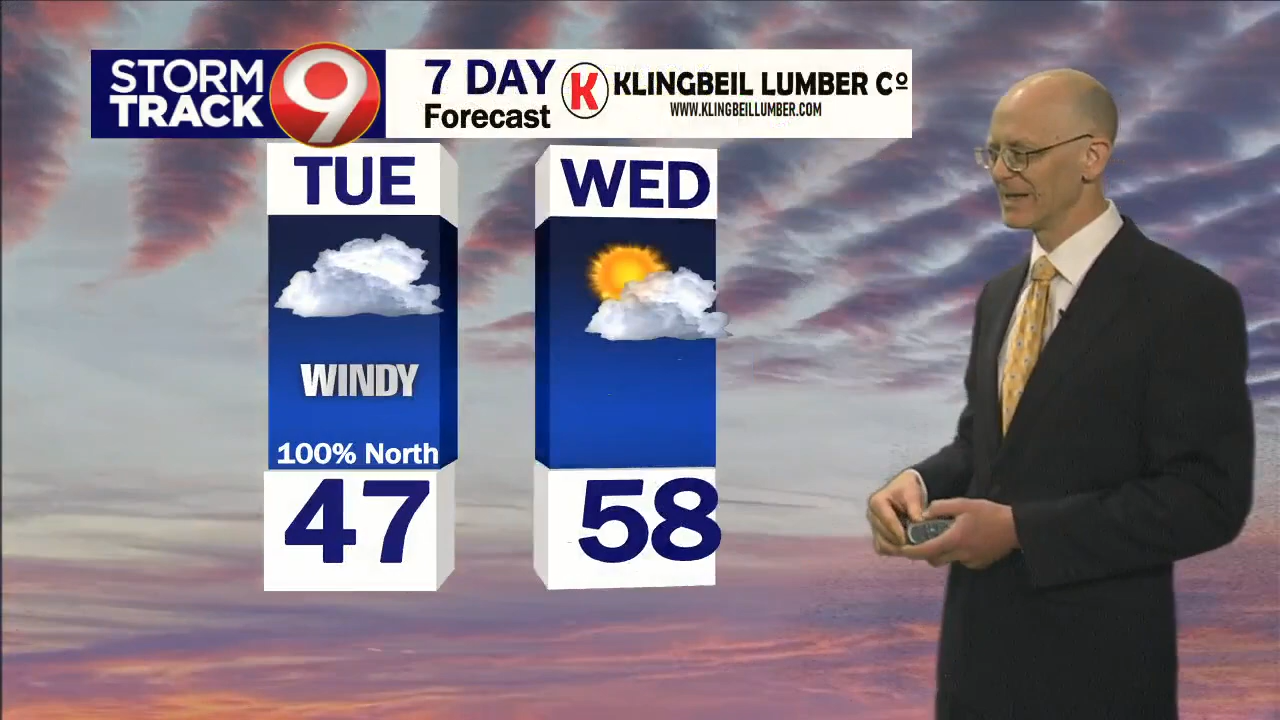 STORM
TRACK
9
7 DAY
Forecast
K
KLINGBEIL LUMBER Cº
WWW.KLINGBEILLUMBER.COM
TUE
WED
WINDY
100% North
47
58